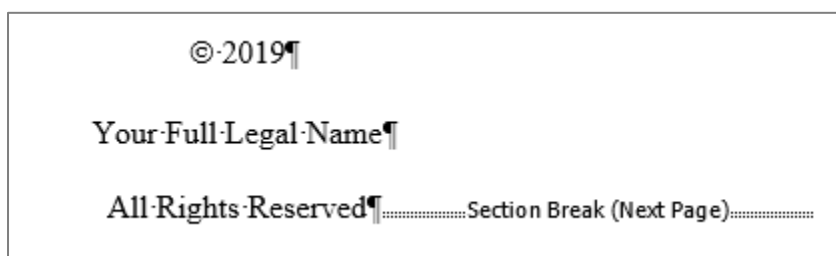 ©·2019¶
Your·Full·Legal·Name¶
All·Rights·Reserved¶......................Section Break (Next Page)......................